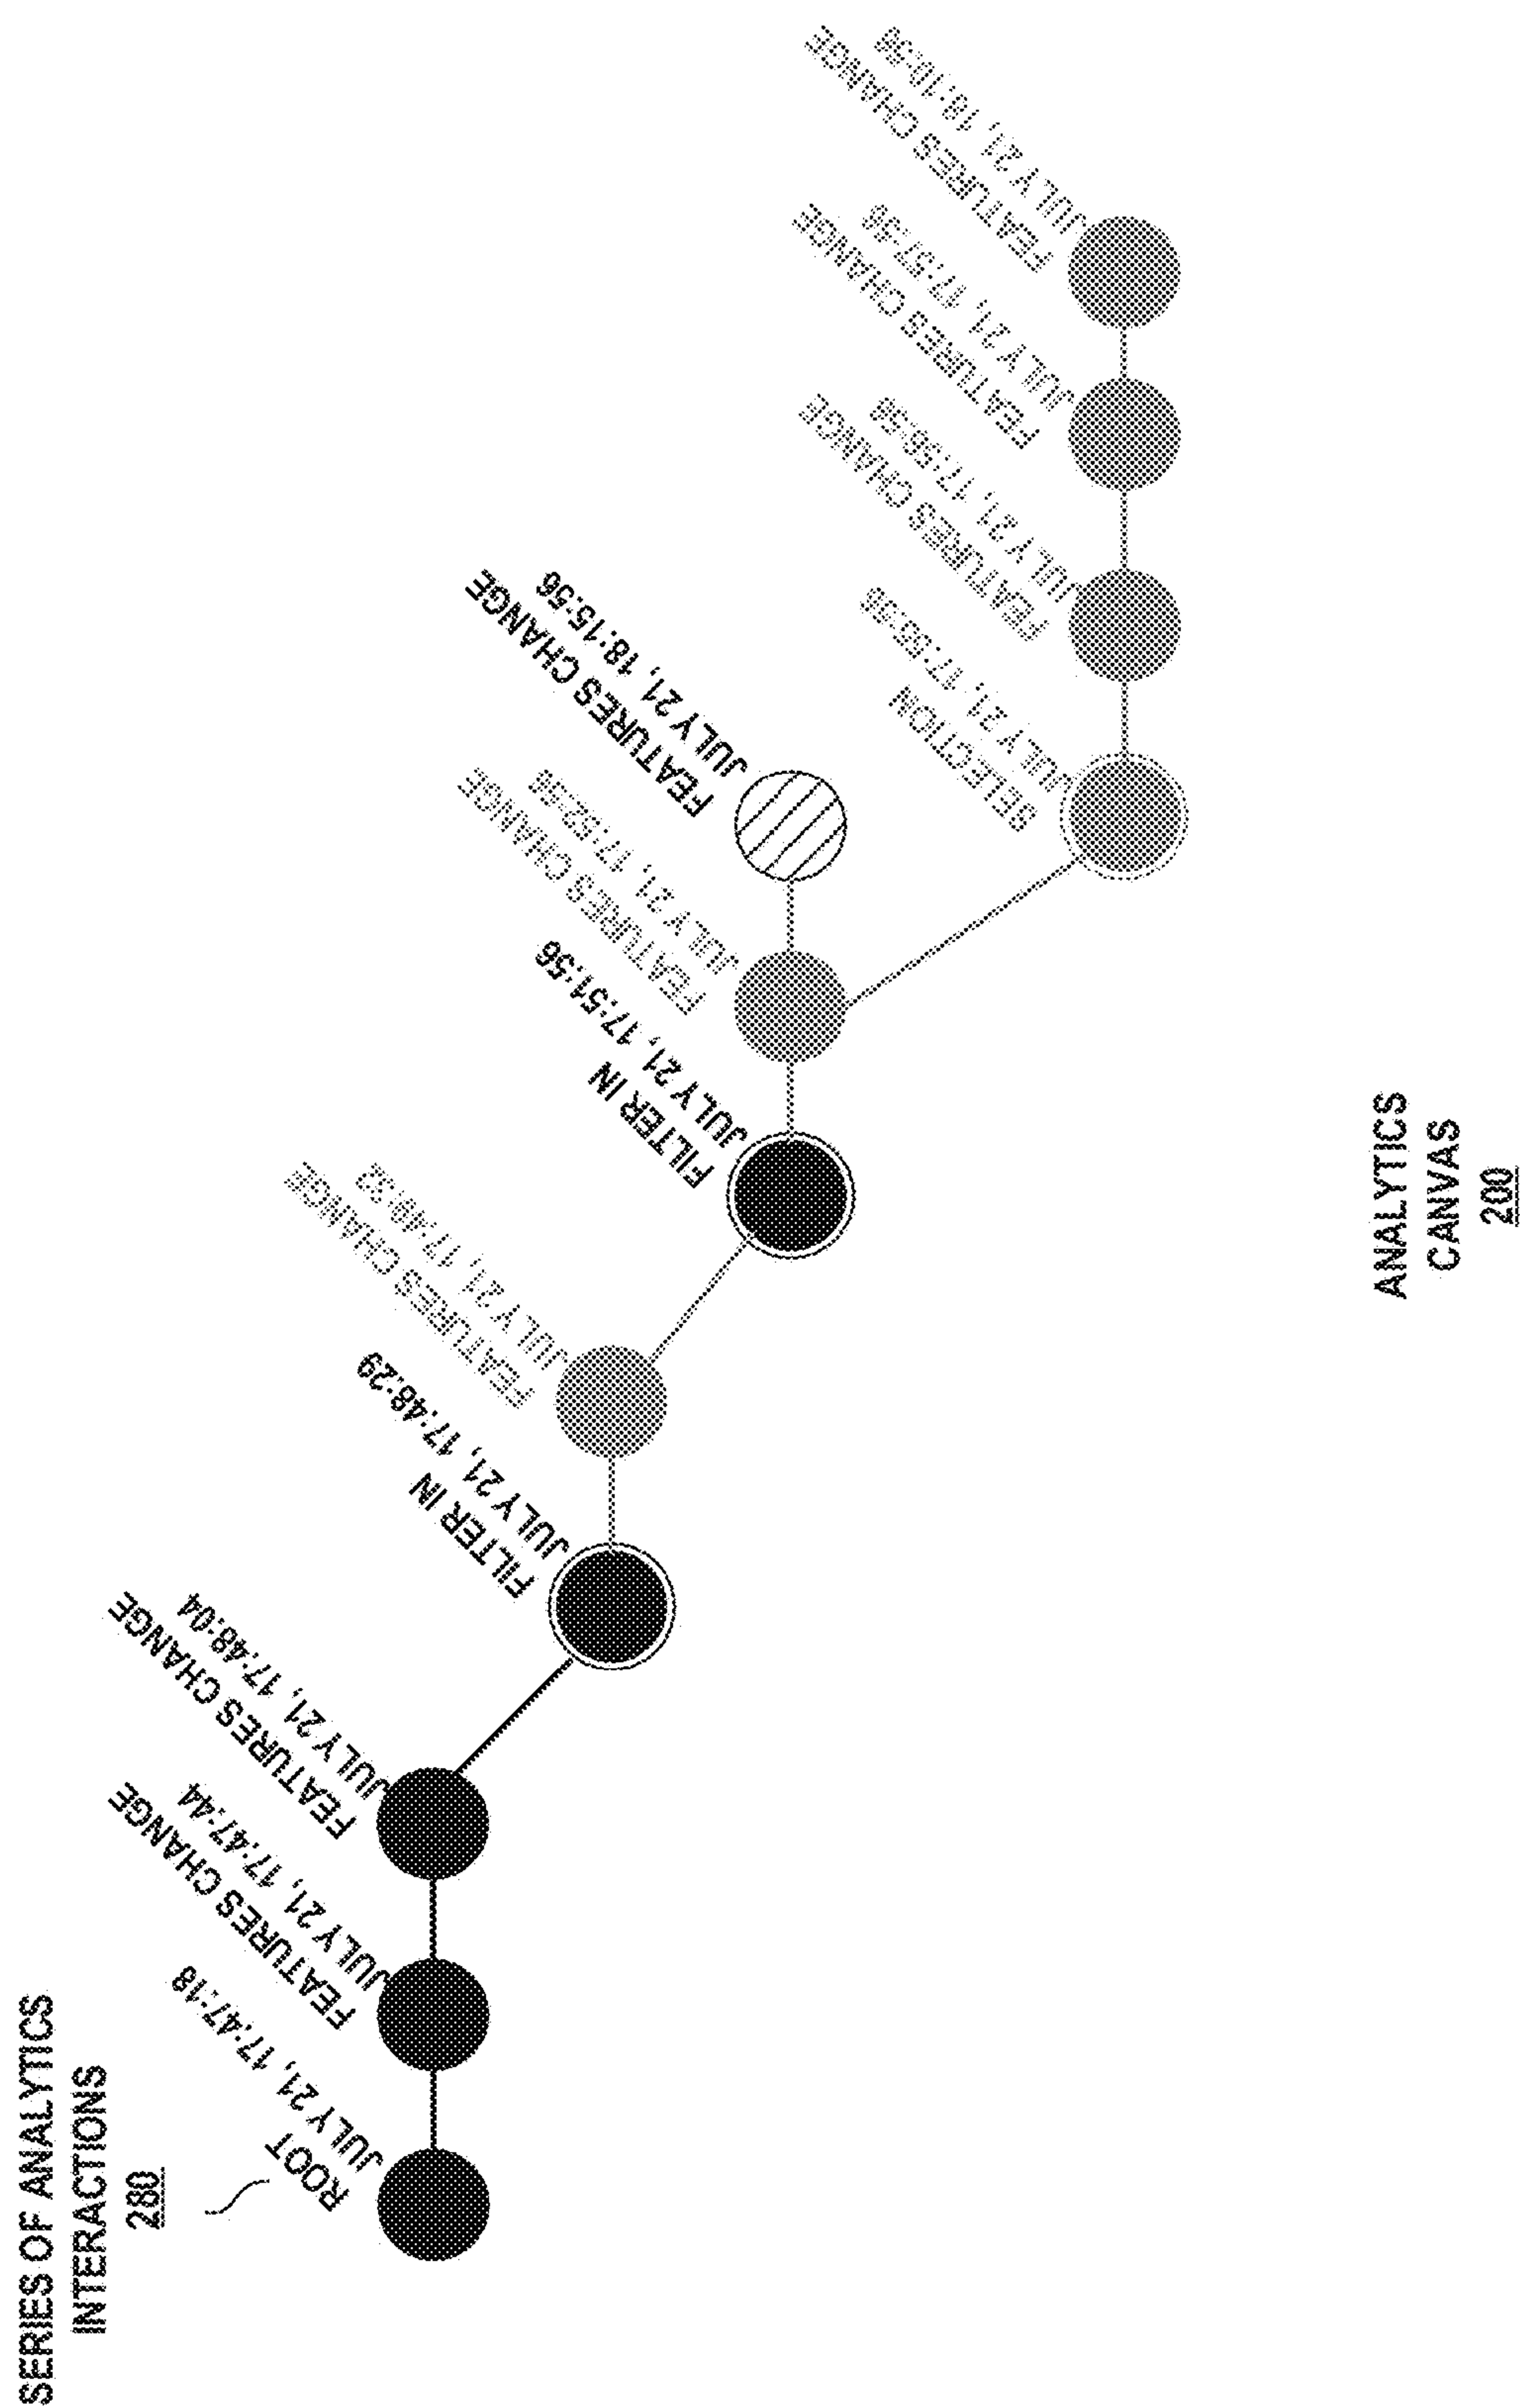 SERIES OF ANALYTICS
INTERACTIONS
280
ROOT
JULY 21, 17:47:18
FEATURES CHANGE
JULY 21, 17:47:44
FEATURES CHANGE
JULY 21, 17:48:04
FILTER IN
JULY 21, 17:48:29
FEATURES CHANGE
JULY 21, 17:49:32
FILTER IN
JULY 21, 17:51:56
FEATURES CHANGE
JULY 21, 17:52:56
FEATURES CHANGE
JULY 21, 18:15:56
SELECTION
JULY 21, 17:55:56
FEATURES CHANGE
JULY 21, 17:56:56
FEATURES CHANGE
JULY 21, 17:57:56
FEATURES CHANGE
JULY 21, 18:10:56
ANALYTICS
CANVAS
200